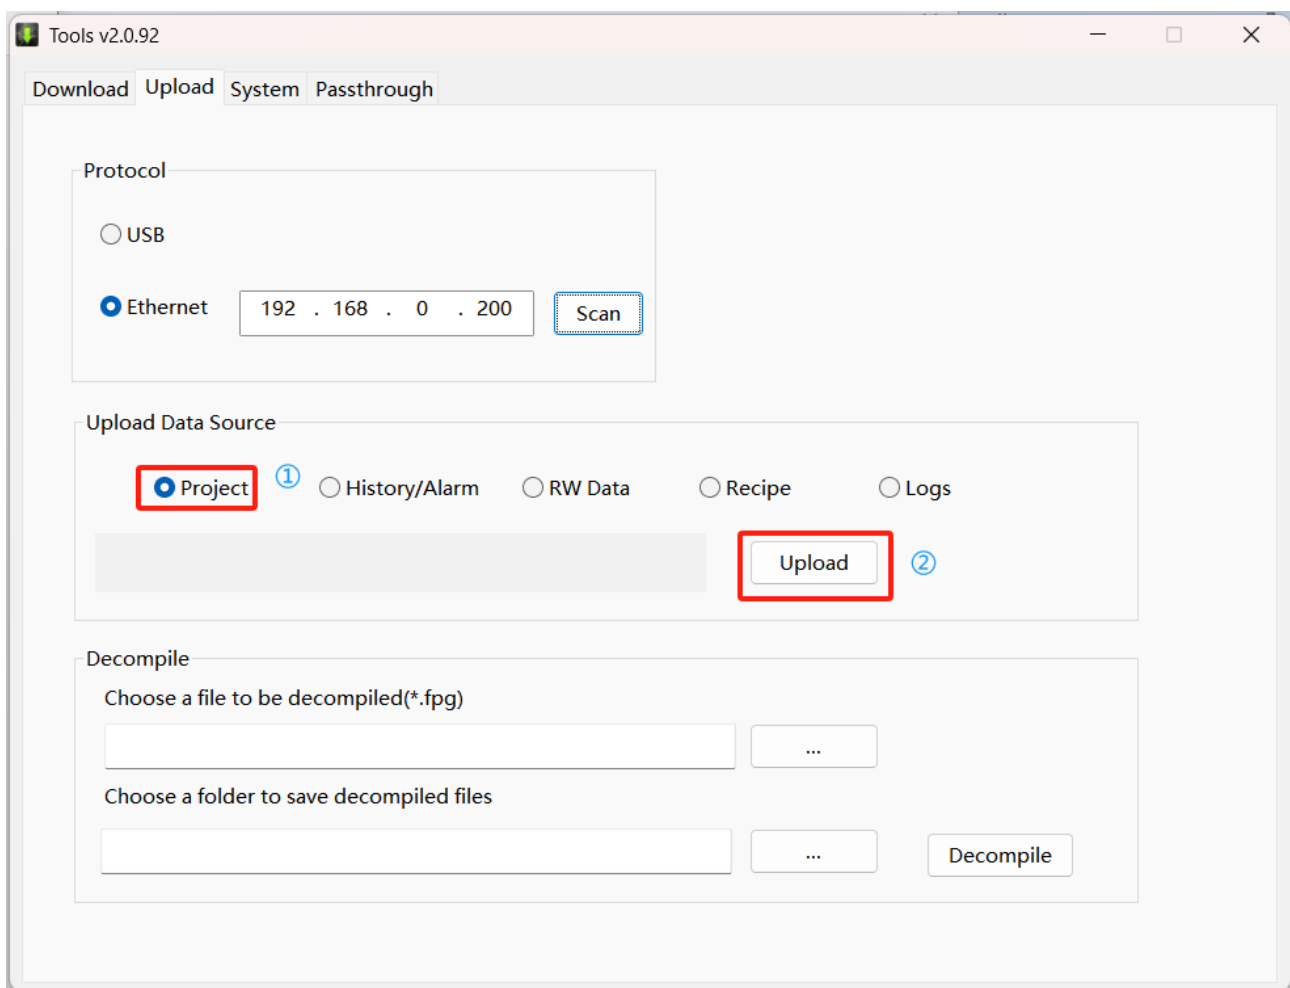 Tools v2.0.92
Download Upload System Passthrough
Protocol
USB
Ethernet 192 . 168 . 0 . 200 Scan
Upload Data Source
Project ① History/Alarm RW Data Recipe Logs
Upload ②
Decompile
Choose a file to be decompiled(*.fpg)
...
Choose a folder to save decompiled files
... Decompile